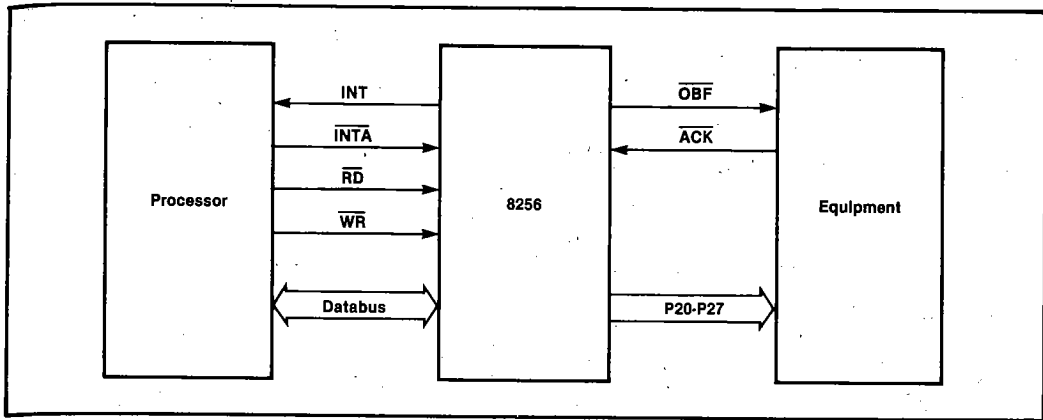 INT
INTA
RD
WR
Databus
Processor
8256
OBF
ACK
P20-P27
Equipment